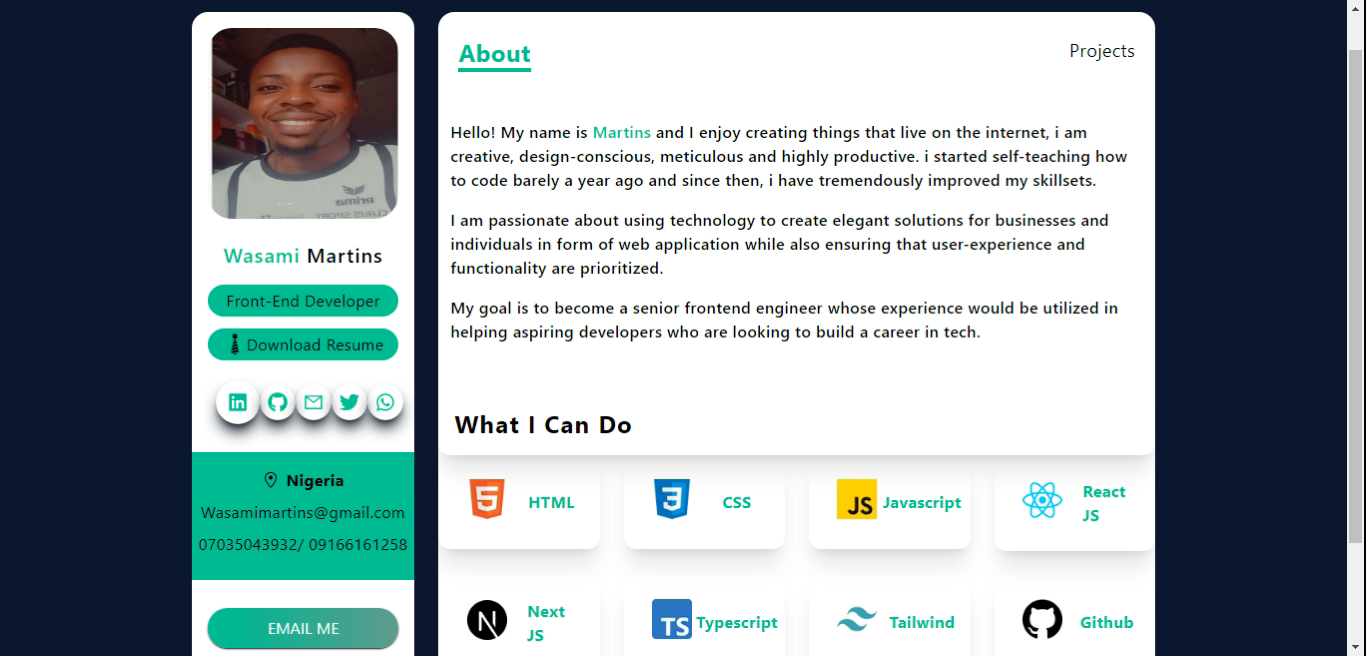 Wasami Martins
Front-End Developer
Download Resume
Nigeria
Wasamimartins@gmail.com
07035043932/ 09166161258
EMAIL ME
About
Projects
Hello! My name is Martins and I enjoy creating things that live on the internet, i am
creative, design-conscious, meticulous and highly productive. i started self-teaching how
to code barely a year ago and since then, i have tremendously improved my skillsets.
I am passionate about using technology to create elegant solutions for businesses and
individuals in form of web application while also ensuring that user-experience and
functionality are prioritized.
My goal is to become a senior frontend engineer whose experience would be utilized in
helping aspiring developers who are looking to build a career in tech.
What I Can Do
5
HTML
3
CSS
JS
Javascript
React
JS
N
Next
JS
TS
Typescript
Tailwind
Github